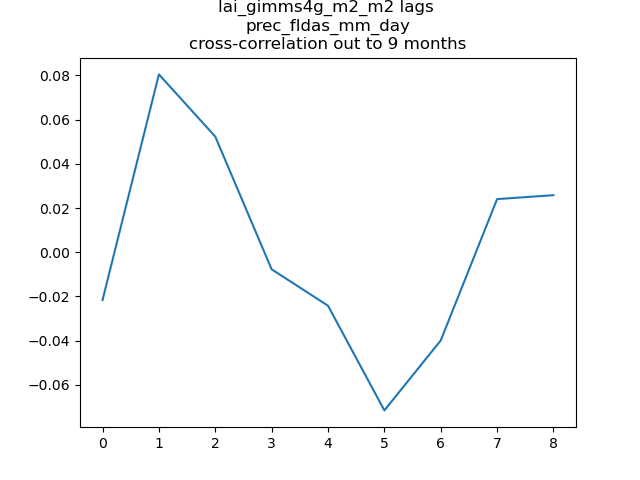 lai_gimms4g_m2_m2 lags
prec_fldas_mm_day
cross-correlation out to 9 months
0.08
0.06
0.04
0.02
0.00
−0.02
−0.04
−0.06
0 1 2 3 4 5 6 7 8